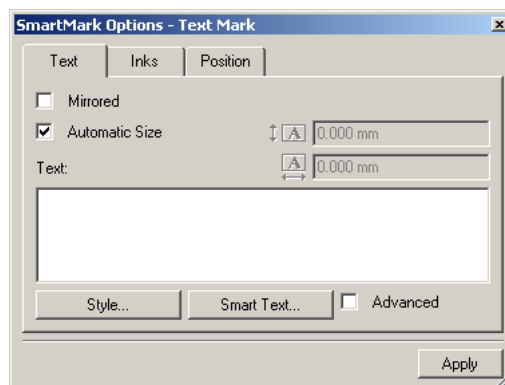 SmartMark Options - Text Mark
Text Inks Position
Mirrored
Automatic Size A 0.000 mm
Text: A 0.000 mm
Style... Smart Text... Advanced
Apply